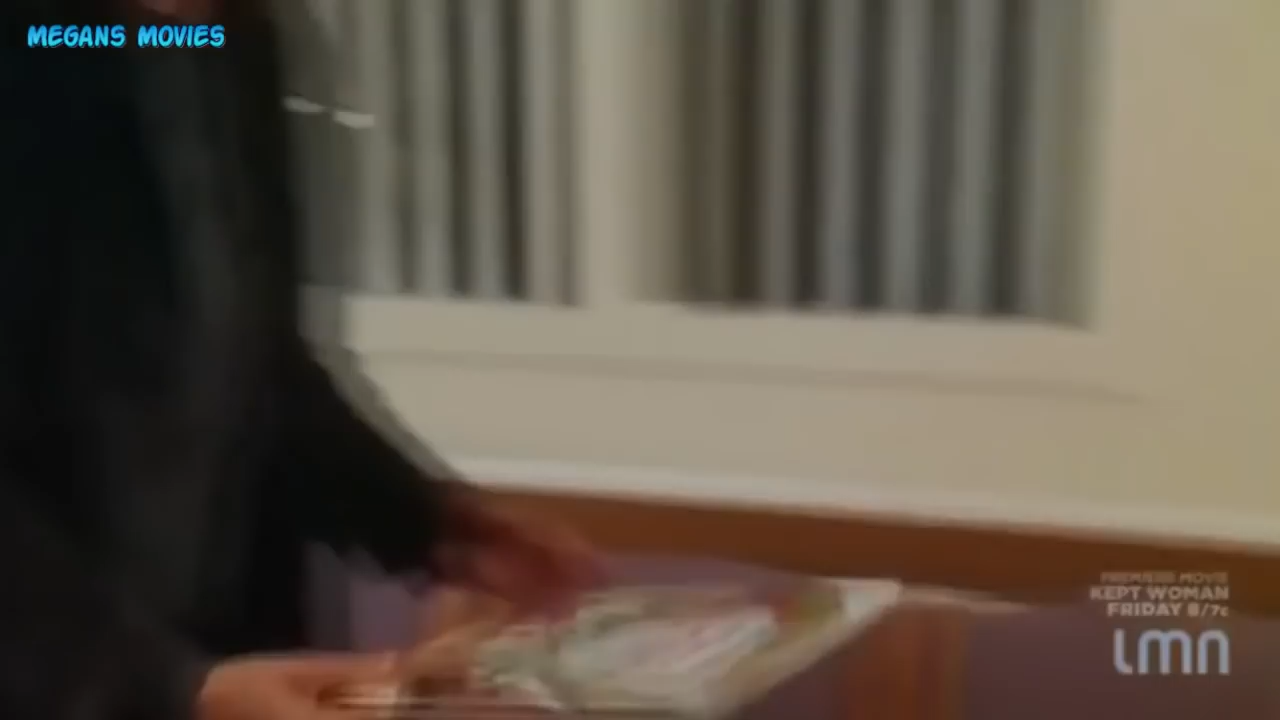 MEGANS MOVIES
PREMIERE MOVIE
KEPT WOMAN
FRIDAY 8/7c
lmn